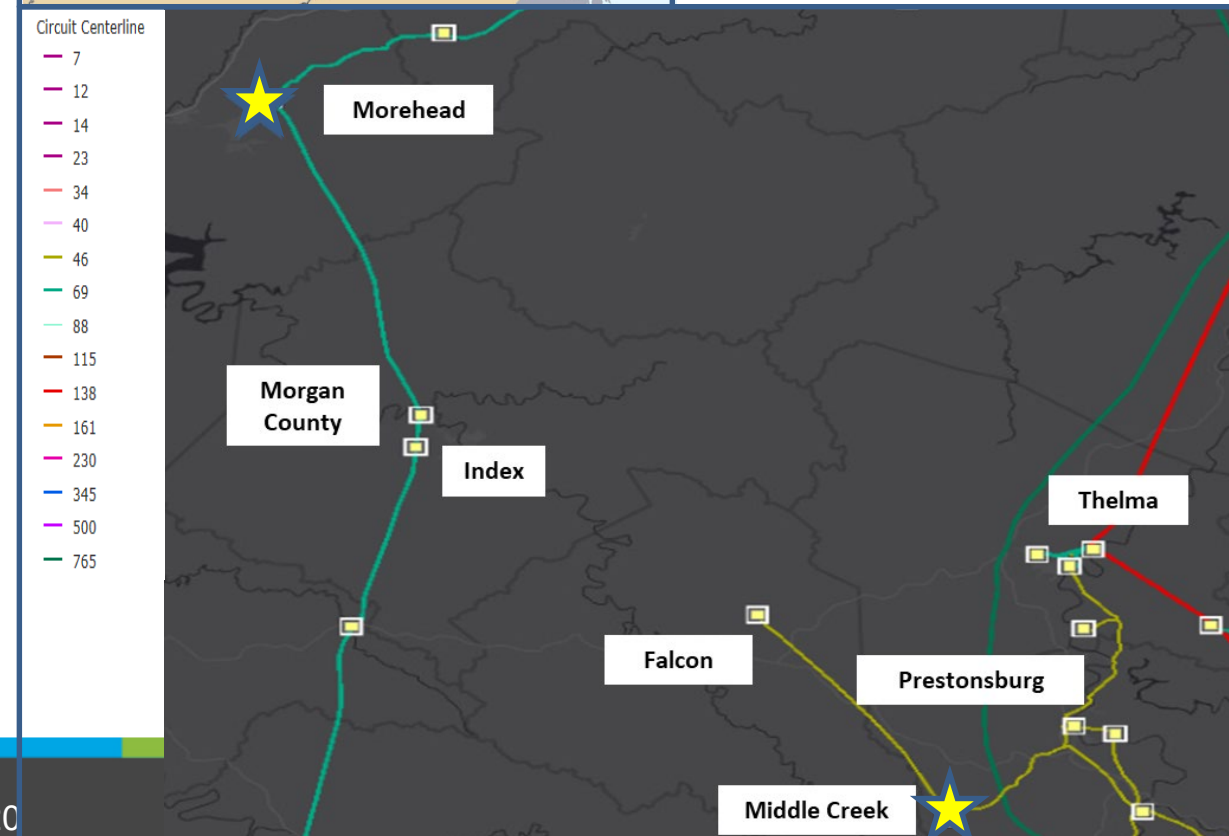 Circuit Centerline
7
12
14
23
34
40
46
69
88
115
138
161
230
345
500
765
Morehead
Morgan
County
Index
Thelma
Falcon
Prestonsburg
Middle Creek